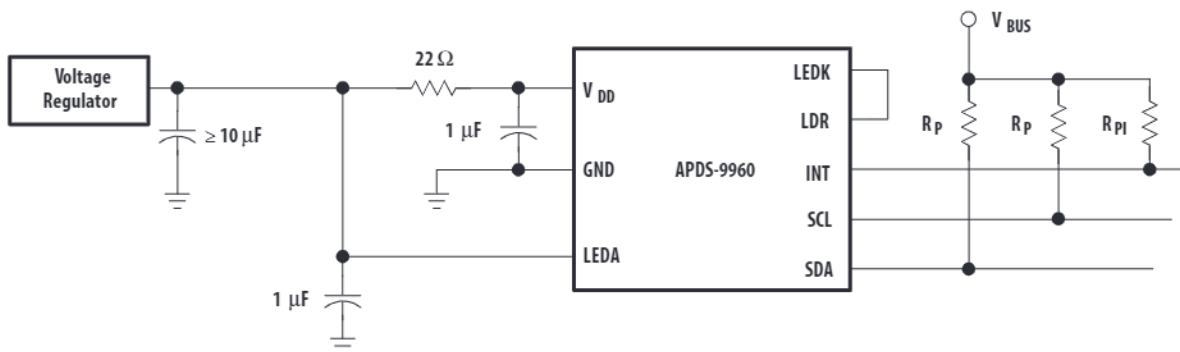 Voltage
Regulator
≥ 10 µF
22 Ω
1 µF
1 µF
V DD
GND
LEDA
APDS-9960
LEDK
LDR
INT
SCL
SDA
V BUS
R P
R P
R PI